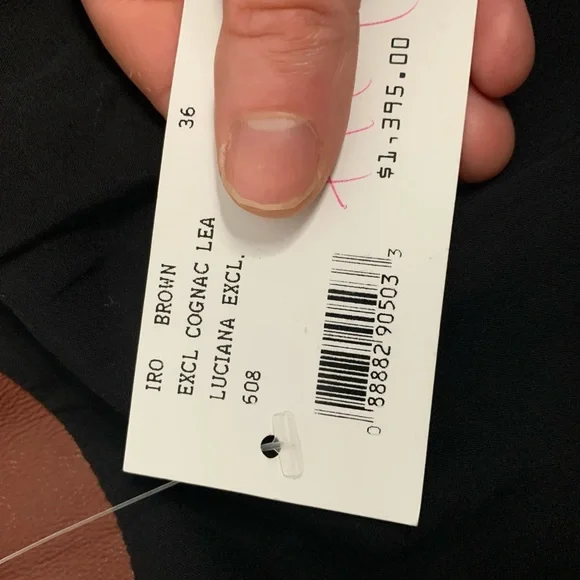 IRO BROWN 36
EXCL COGNAC LEA
LUCIANA EXCL.
608
0 88882 90503 3
$1,395.00